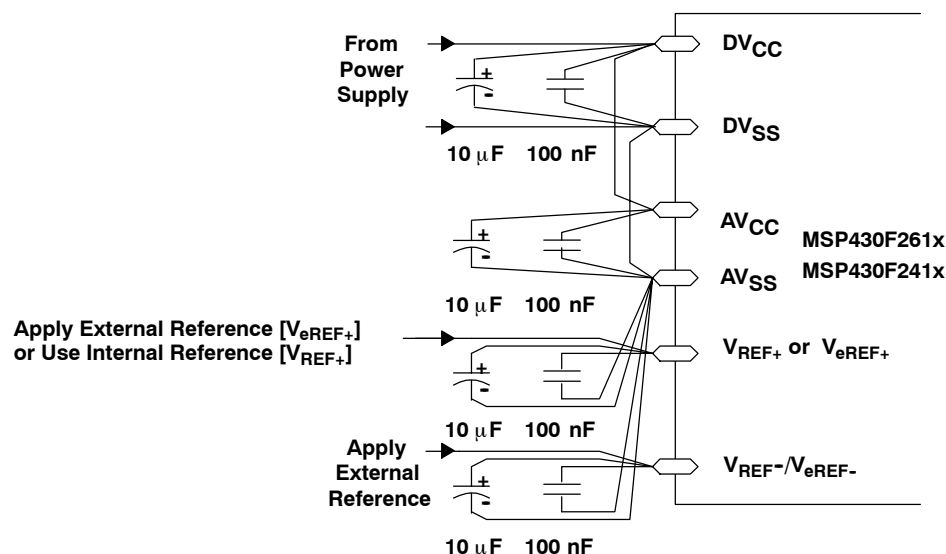 From
Power
Supply
+
-
DVCC
DVSS
10 μF 100 nF
+
-
AVCC
MSP430F261x
AVSS
MSP430F241x
10 μF 100 nF
Apply External Reference [VeREF+]
or Use Internal Reference [VREF+]
+
-
VREF+ or VeREF+
10 μF 100 nF
Apply
External
Reference
+
-
VREF-/VeREF-
10 μF 100 nF